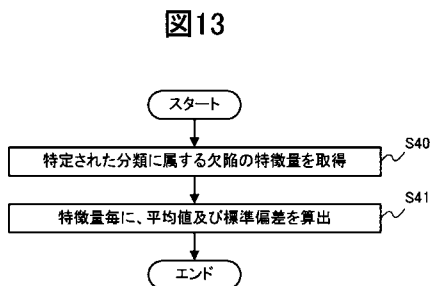 図13
スタート
特定された分類に属する欠陥の特徴量を取得
S40
特徴量毎に、平均値及び標準偏差を算出
S41
エンド